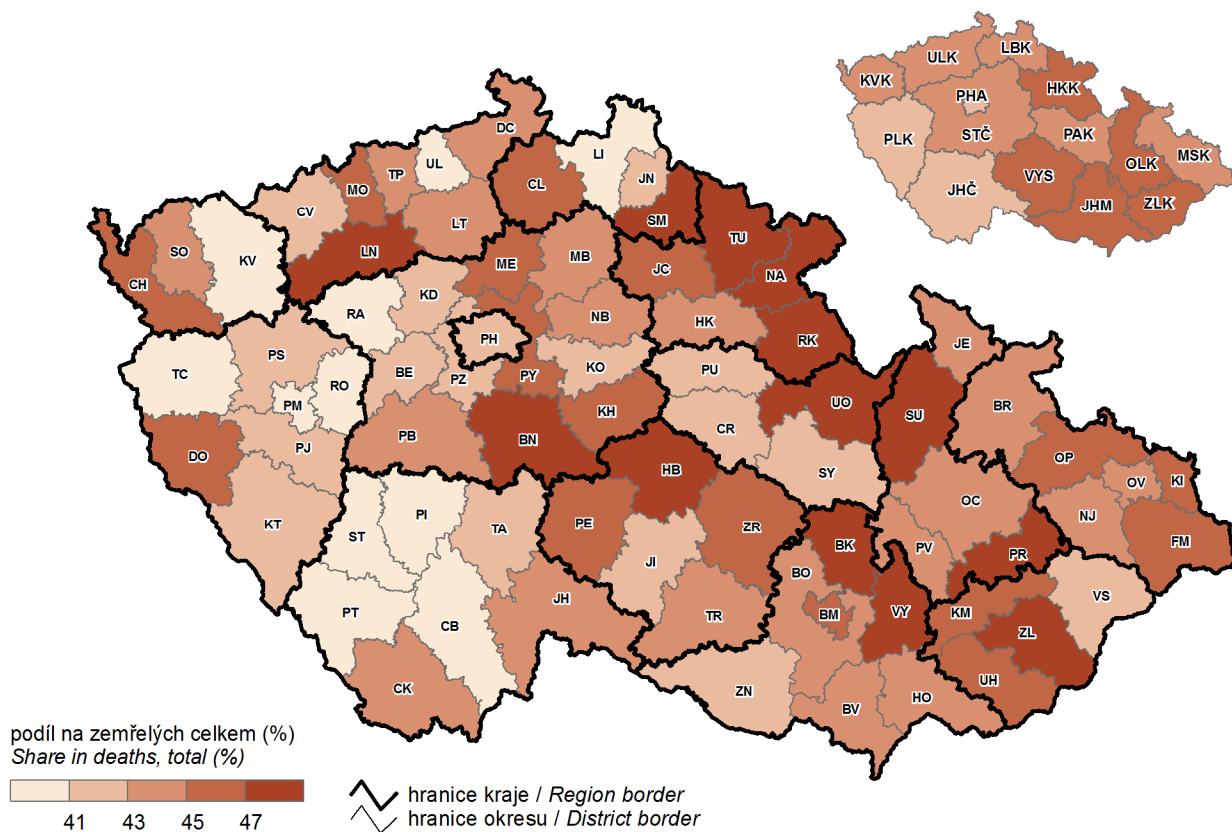 LBK
ULK
KVK
HKK
PHA
STČ
PAK
PLK
MSK
OLK
VYS
JHČ
ZLK
JHM
DC
UL
LI
TP
JN
CL
MO
CV
LT
SM
TU
SO
LN
KV
ME
MB
JC
NA
CH
KD
RA
NB
HK
RK
PH
JE
PS
KO
PU
TC
BE
PZ
PY
RO
PM
KH
UO
BR
SU
CR
PB
BN
PJ
DO
OP
HB
SY
KI
OV
OC
PI
KT
PE
ZR
NJ
TA
ST
FM
BK
PV
PR
JI
BO
VS
JH
PT
CB
TR
BM
VY
KM
ZL
UH
CK
ZN
HO
BV
podíl na zemřelých celkem (%)
Share in deaths, total (%)
41 43 45 47
hranice kraje / Region border
hranice okresu / District border